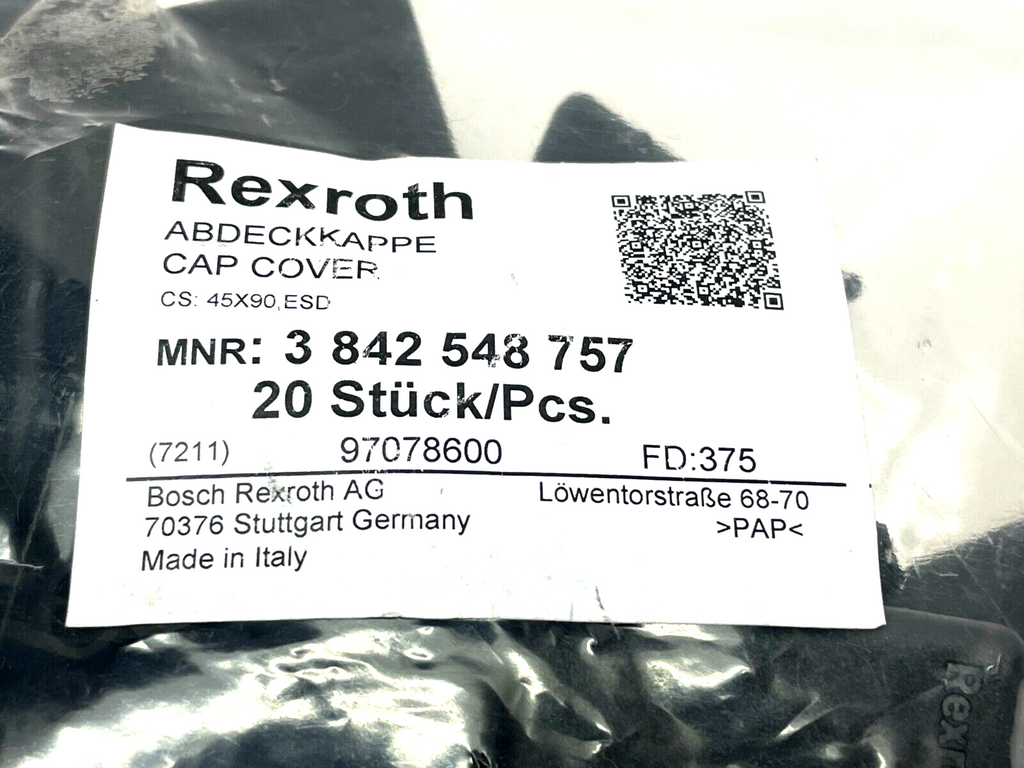 Rexroth
ABDECKKAPPE
CAP COVER
CS: 45X90,ESD
MNR: 3 842 548 757
20 Stück/Pcs.
(7211) 97078600 FD:375
Bosch Rexroth AG Löwentorstraße 68-70
70376 Stuttgart Germany >PAP<
Made in Italy